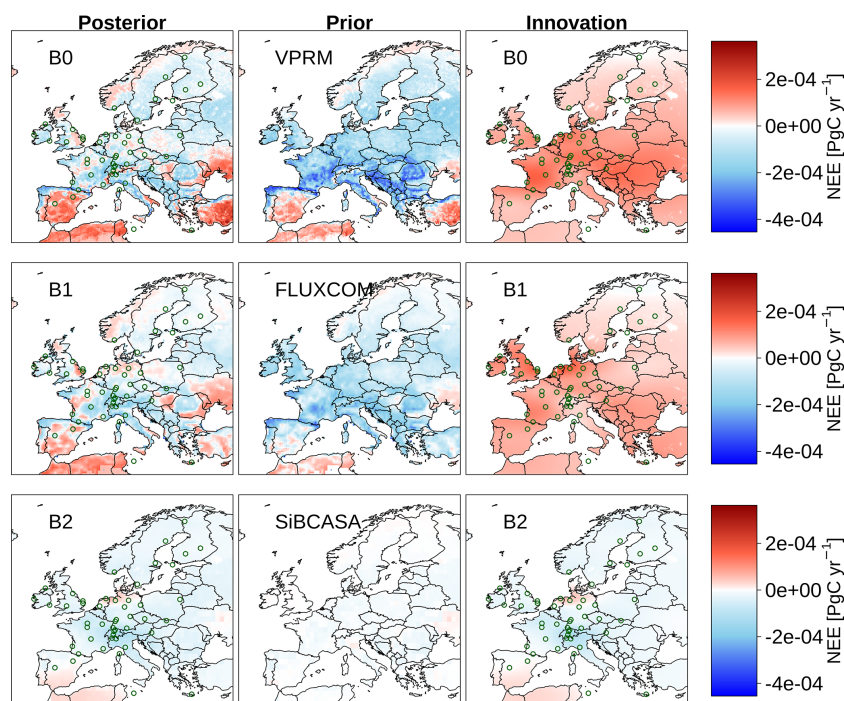 Posterior Prior Innovation
B0 VPRM B0
2e−04
0e+00
-2e−04
-4e−04
NEE [PgC yr−1]
B1 FLUXCOM B1
2e−04
0e+00
-2e−04
-4e−04
NEE [PgC yr−1]
B2 SiBCASA B2
2e−04
0e+00
-2e−04
-4e−04
NEE [PgC yr−1]